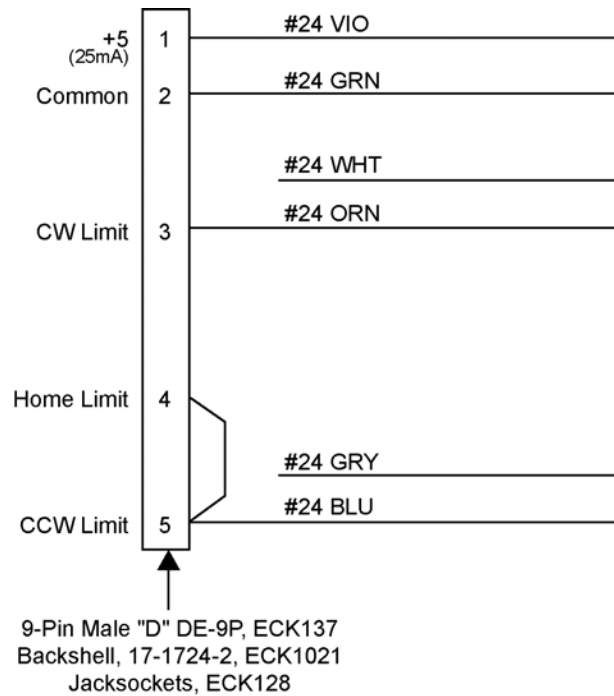 +5 1 #24 VIO
(25mA)
Common 2 #24 GRN
#24 WHT
CW Limit 3 #24 ORN
Home Limit 4
#24 GRY
CCW Limit 5 #24 BLU
9-Pin Male "D" DE-9P, ECK137
Backshell, 17-1724-2, ECK1021
Jacksockets, ECK128